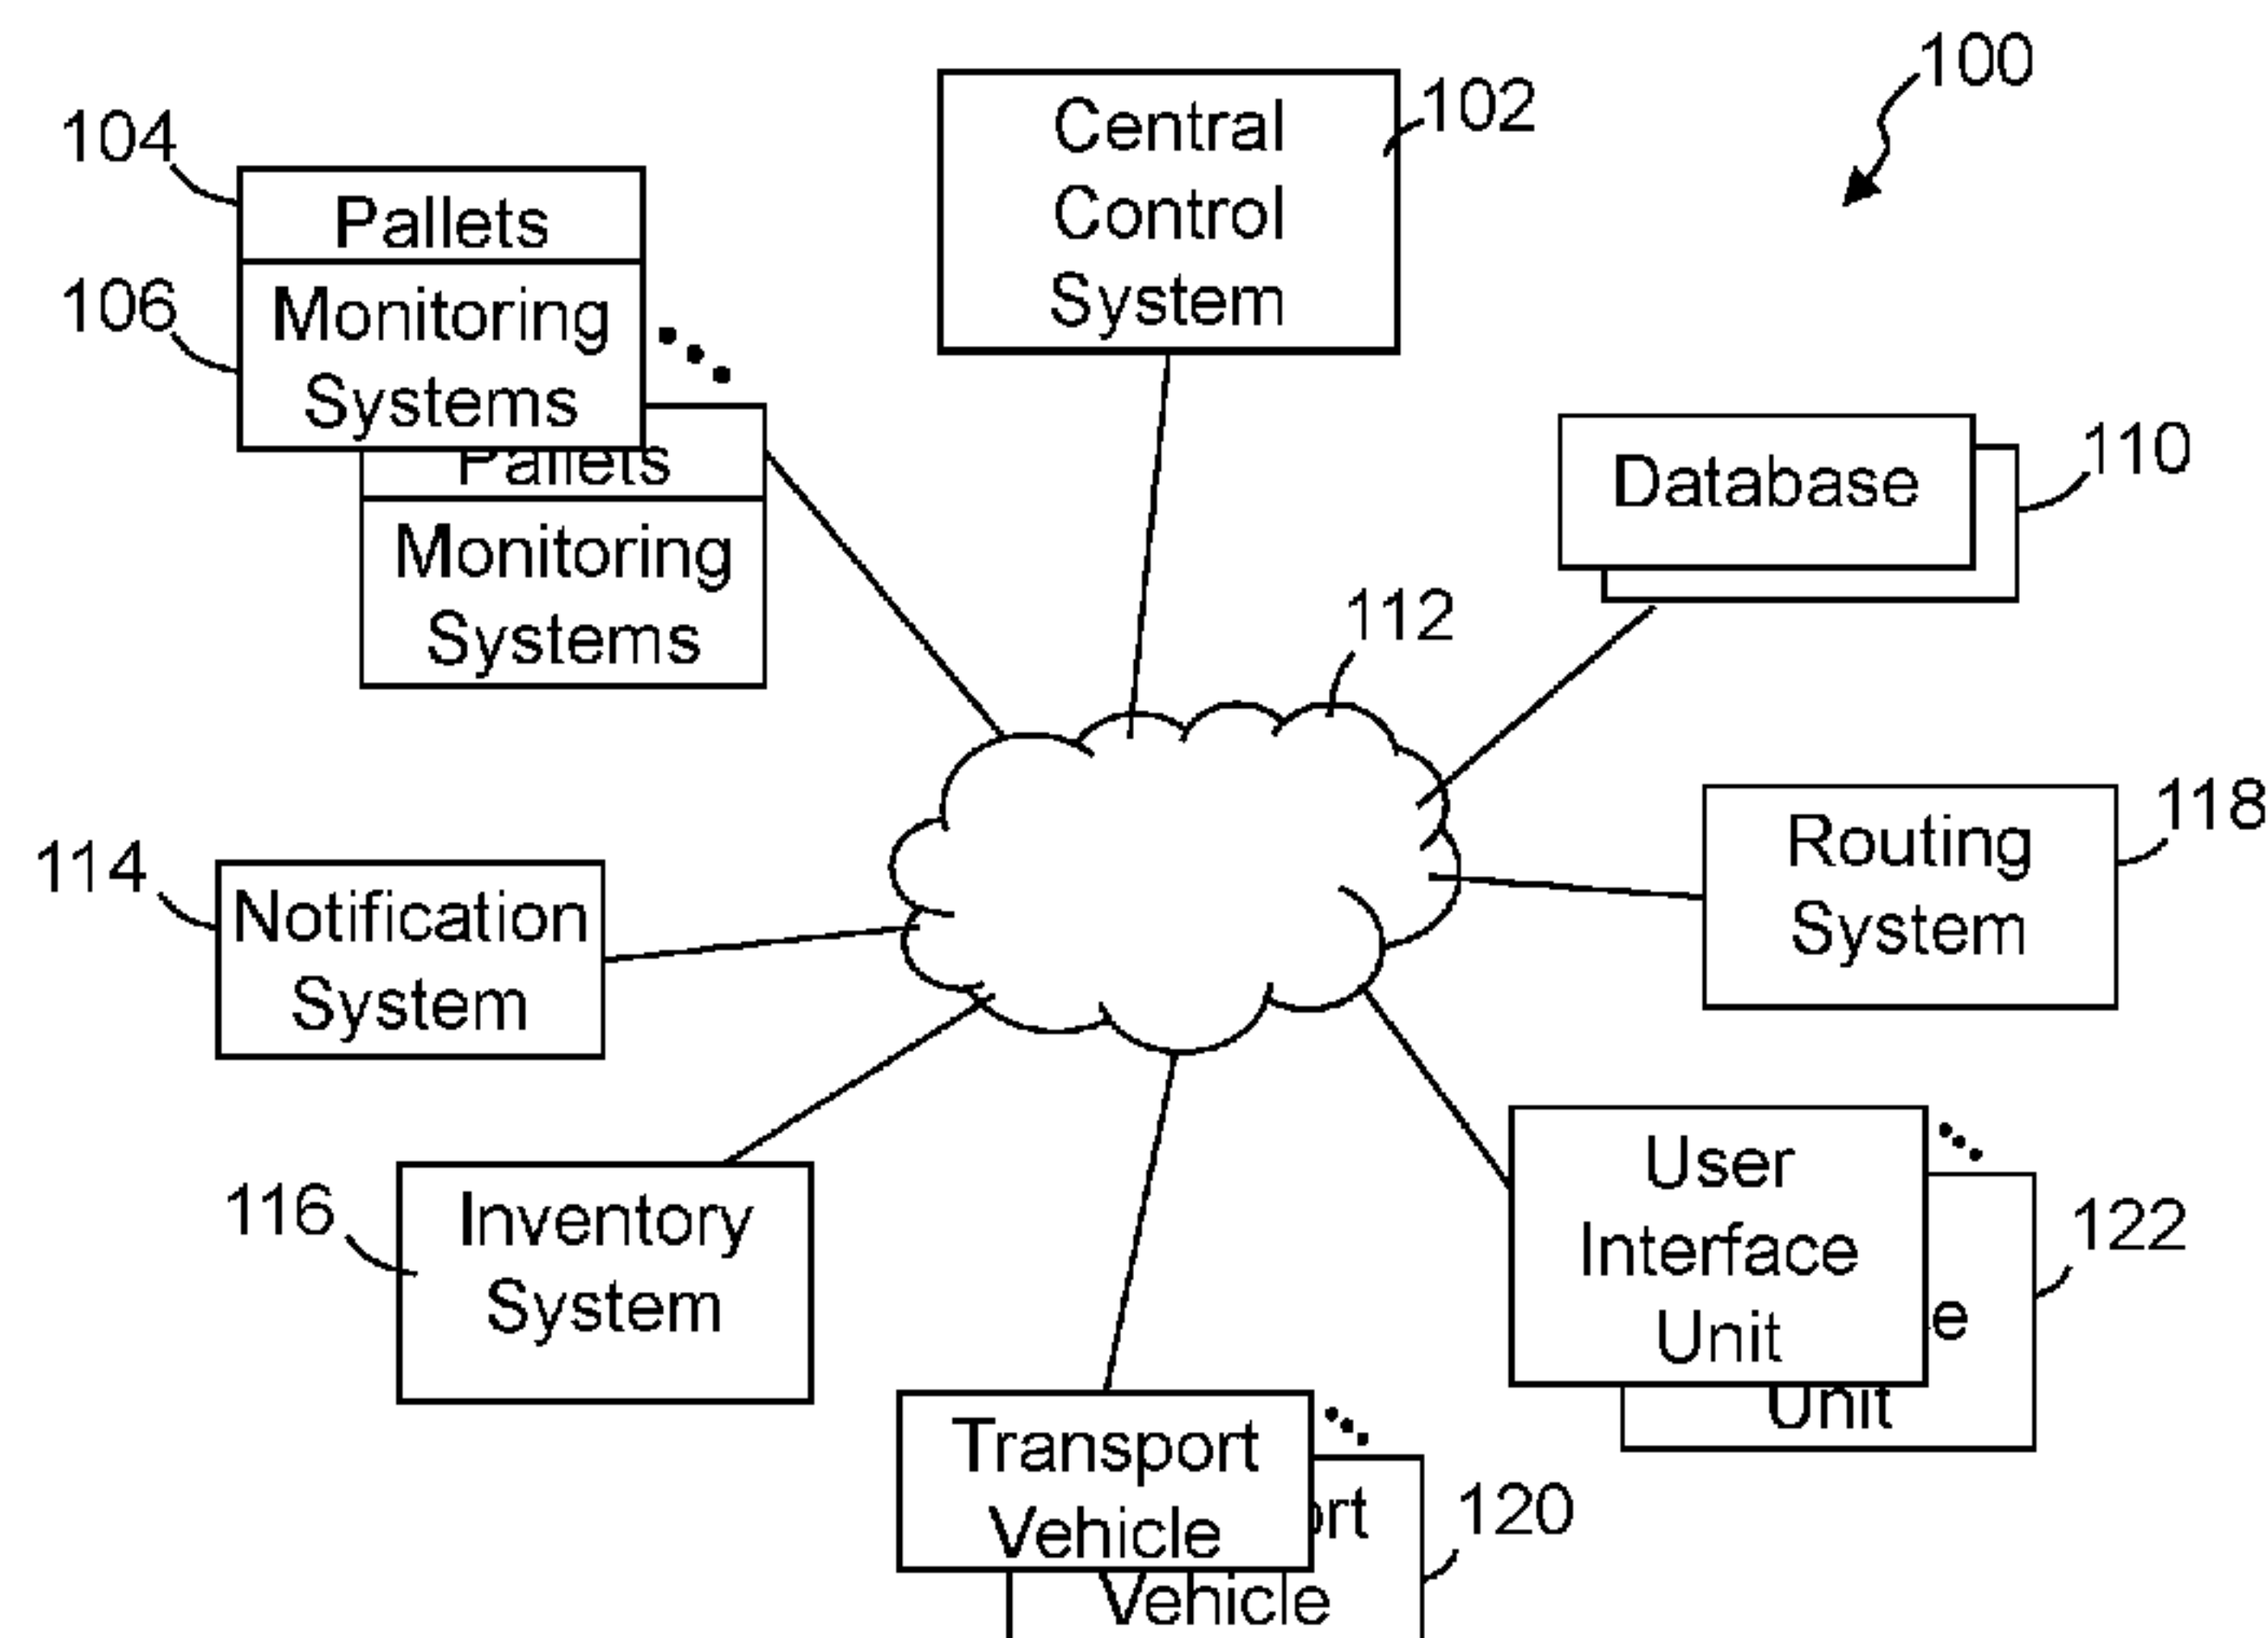 100
Central
Control
System
102
104
Pallets
106
Monitoring
Systems
Pallets
Monitoring
Systems
Database
110
112
Routing
System
118
114
Notification
System
116
Inventory
System
User
Interface
Unit
e
Unit
122
Transport
Vehicle
ort
Vehicle
120